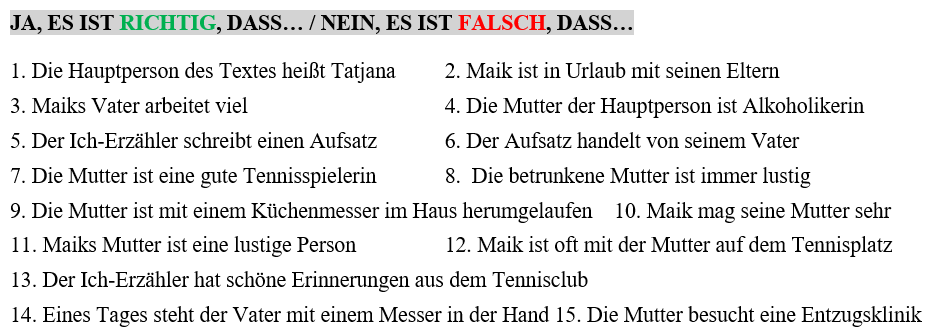 JA, ES IST RICHTIG, DASS… / NEIN, ES IST FALSCH, DASS…
1. Die Hauptperson des Textes heißt Tatjana 2. Maik ist in Urlaub mit seinen Eltern
3. Maiks Vater arbeitet viel 4. Die Mutter der Hauptperson ist Alkoholikerin
5. Der Ich-Erzähler schreibt einen Aufsatz 6. Der Aufsatz handelt von seinem Vater
7. Die Mutter ist eine gute Tennisspielerin 8. Die betrunkene Mutter ist immer lustig
9. Die Mutter ist mit einem Küchenmesser im Haus herumgelaufen 10. Maik mag seine Mutter sehr
11. Maiks Mutter ist eine lustige Person 12. Maik ist oft mit der Mutter auf dem Tennisplatz
13. Der Ich-Erzähler hat schöne Erinnerungen aus dem Tennisclub
14. Eines Tages steht der Vater mit einem Messer in der Hand 15. Die Mutter besucht eine Entzugsklinik